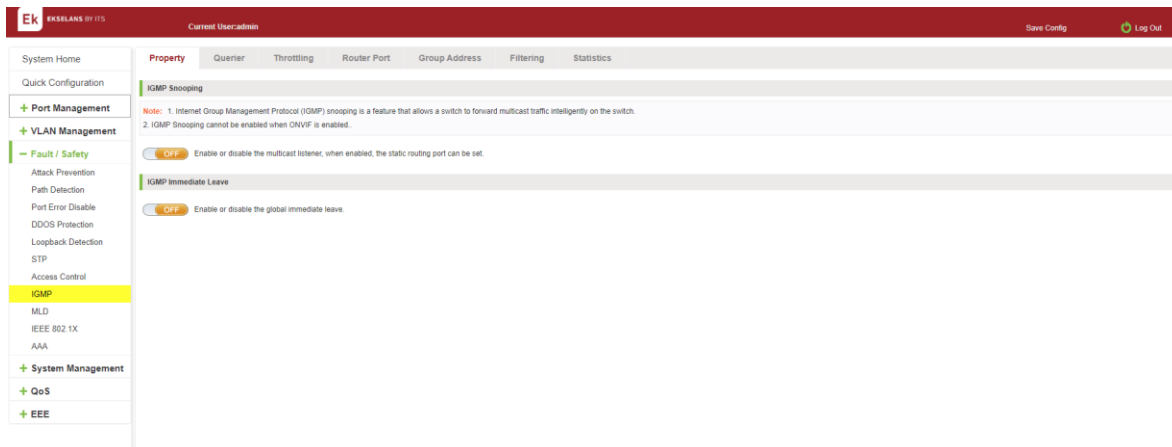 Ek EKSELANS BY ITS
Current User:admin
Save Config
Log Out
System Home
Quick Configuration
+ Port Management
+ VLAN Management
− Fault / Safety
Attack Prevention
Path Detection
Port Error Disable
DDOS Protection
Loopback Detection
STP
Access Control
IGMP
MLD
IEEE 802.1X
AAA
+ System Management
+ QoS
+ EEE
Property Querier Throttling Router Port Group Address Filtering Statistics
IGMP Snooping
Note: 1. Internet Group Management Protocol (IGMP) snooping is a feature that allows a switch to forward multicast traffic intelligently on the switch.
2. IGMP Snooping cannot be enabled when ONVIF is enabled..
OFF Enable or disable the multicast listener, when enabled, the static routing port can be set.
IGMP Immediate Leave
OFF Enable or disable the global immediate leave.